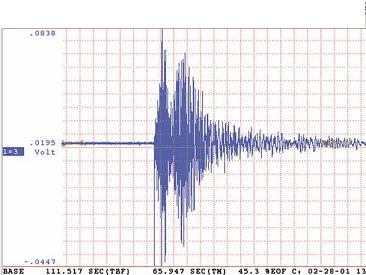 .0838
.0195
1=3 Volt
-.0447
BASE 111.517 SEC(TBF) 65.947 SEC(TM) 45.3 %EOF C: 02-28-01 13